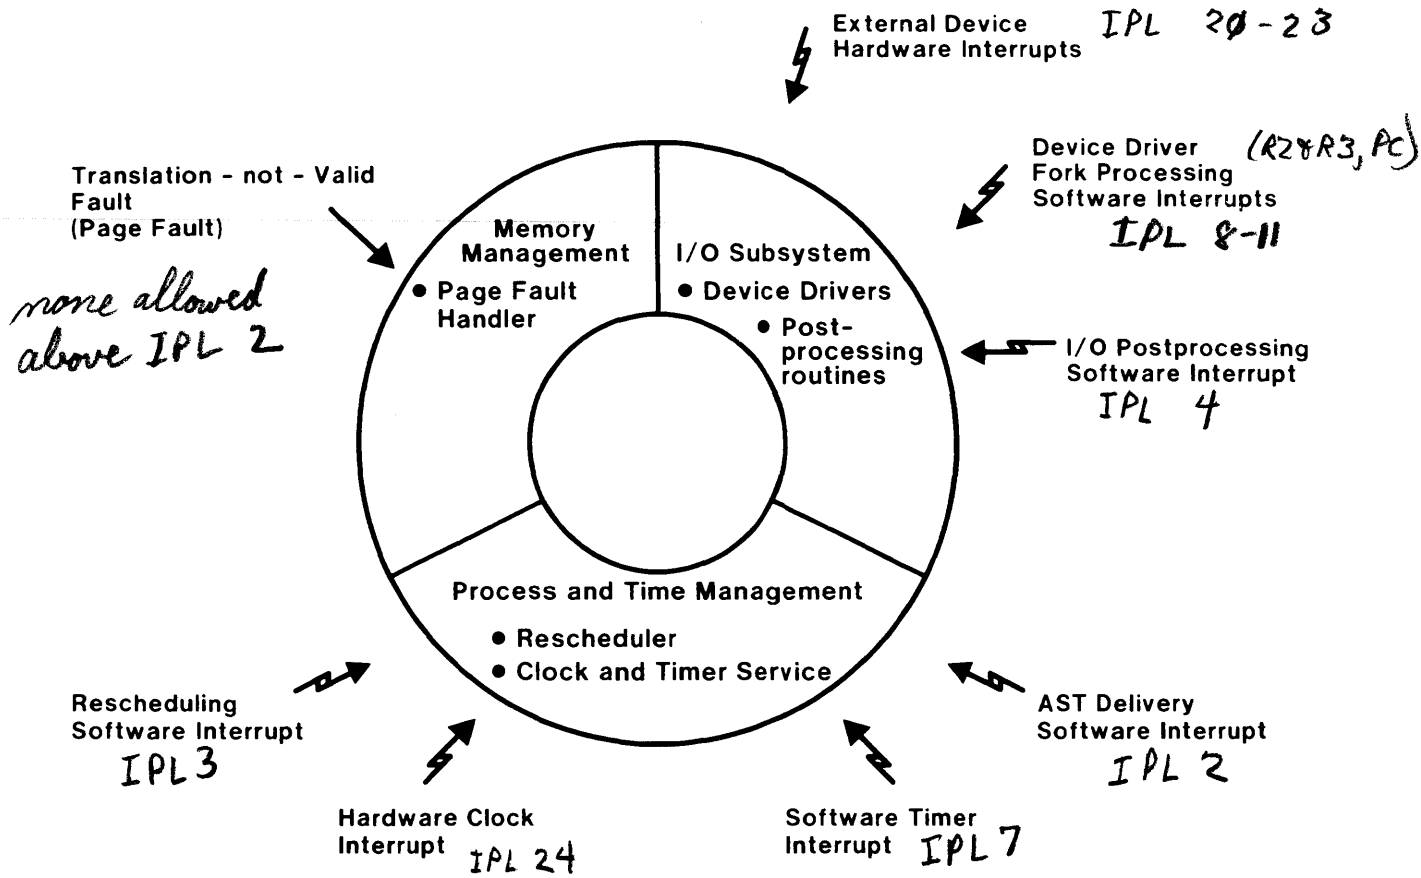 External Device IPL 20-23
Hardware Interrupts
Device Driver (R2&R3, PC)
Fork Processing
Software Interrupts
IPL 8-11
Translation - not - Valid
Fault
(Page Fault)
none allowed
above IPL 2
Memory
Management
• Page Fault
Handler
I/O Subsystem
• Device Drivers
• Post-
processing
routines
I/O Postprocessing
Software Interrupt
IPL 4
Process and Time Management
• Rescheduler
• Clock and Timer Service
Rescheduling
Software Interrupt
IPL 3
AST Delivery
Software Interrupt
IPL 2
Hardware Clock
Interrupt IPL 24
Software Timer
Interrupt IPL 7